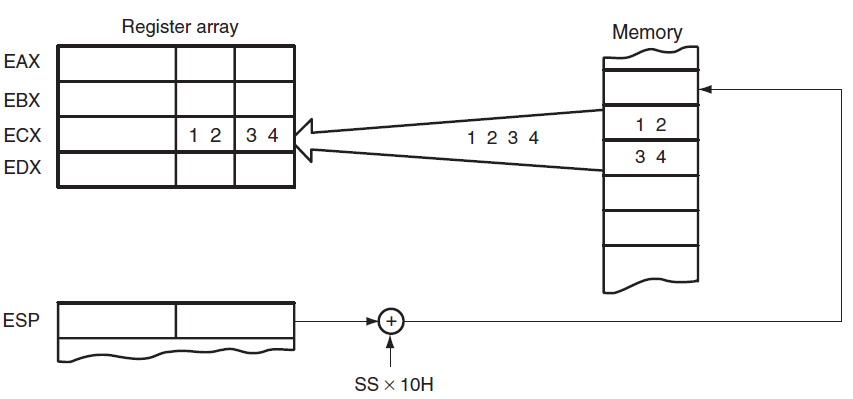 Register array
Memory
EAX
EBX
ECX
EDX
1 2
3 4
1 2 3 4
1 2
3 4
ESP
+
SS × 10H